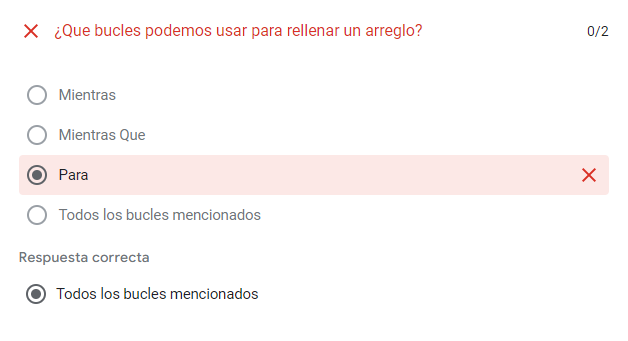 ¿Que bucles podemos usar para rellenar un arreglo?
0/2
Mientras
Mientras Que
Para
Todos los bucles mencionados
Respuesta correcta
Todos los bucles mencionados